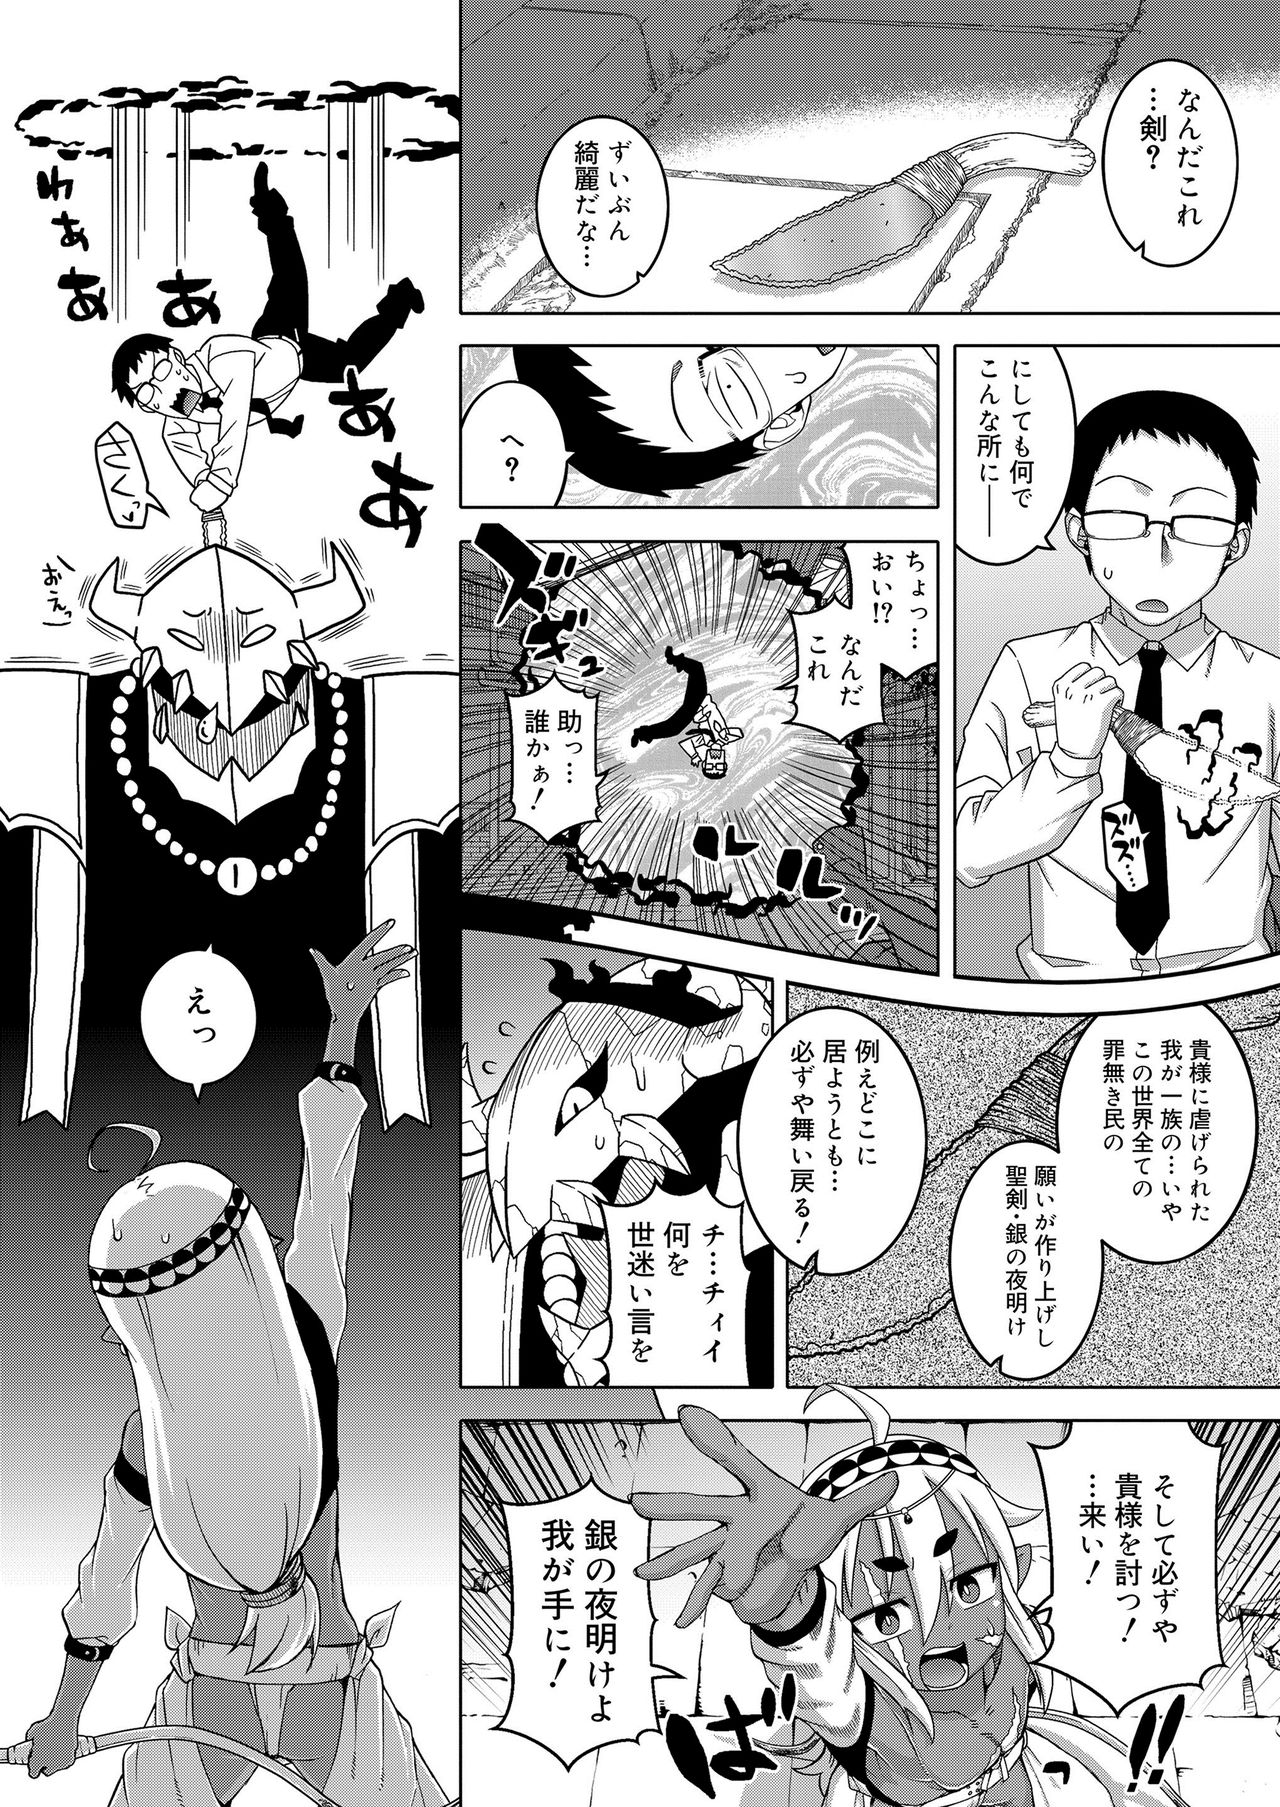 なんだこれ
…剣?
ずいぶん
綺麗だな…
にしても何で
こんな所に――
ズズ…
へ?
ちょっ…
おい!?
なんだ
これ
ズギュ
ルルルッ
助っ…
誰かぁ!
貴様に虐げられた
我が一族の…いや
この世界全ての
罪無き民の
願いが作り上げし
聖剣・銀の夜明け
例えどこに
居ようとも…
必ずや舞い戻る!
チ…チィイ
何を
世迷い言を
そして必ずや
貴様を討つ!
…来い!
銀の夜明けよ
我が手に!
ばっ!!
わぁぁああああ
さくっ
おえっ
えっ